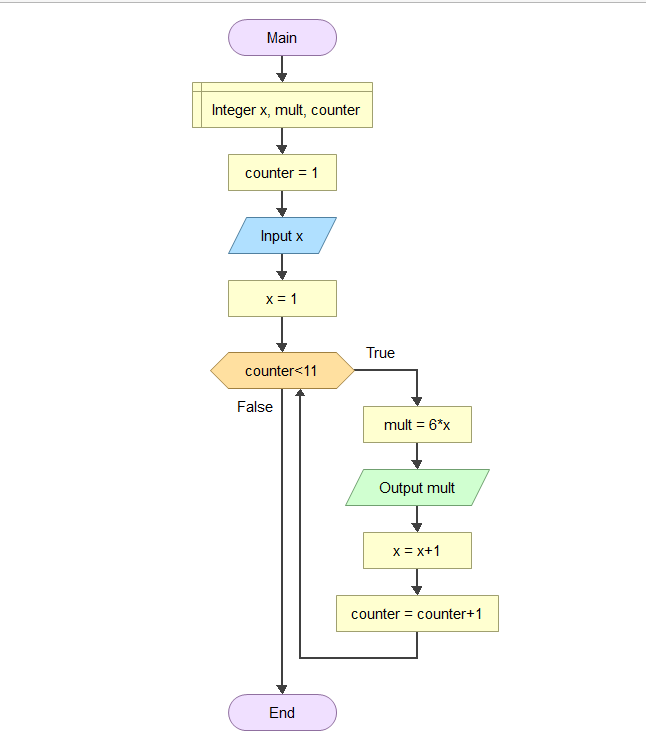 Main
Integer x, mult, counter
counter = 1
Input x
x = 1
counter<11
True
False
mult = 6*x
Output mult
x = x+1
counter = counter+1
End